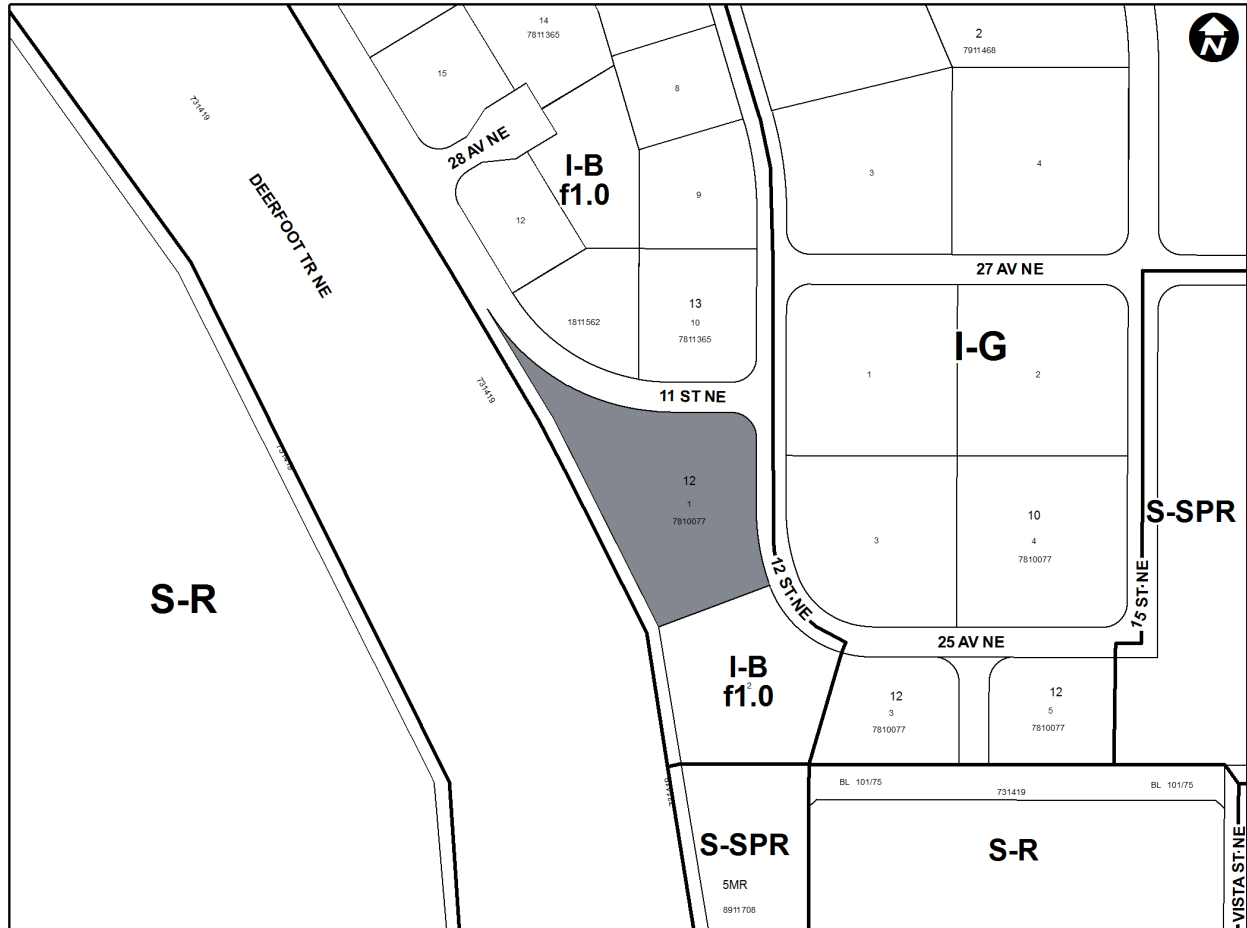 14
7811365
2
7911468
N
15
8
731419
28 AV NE
I-B
f1.0
3
4
9
DEERFOOT TR NE
12
27 AV NE
13
10
7811365
1811562
I-G
1
2
731419
11 ST NE
731419
12
1
7810077
S-SPR
10
3
4
7810077
12 ST NE
15 ST NE
S-R
25 AV NE
I-B
2
f1.0
12
3
7810077
12
5
7810077
BL 101/75
731419
BL 101/75
S-SPR
S-R
5MR
8911708
VISTA ST NE